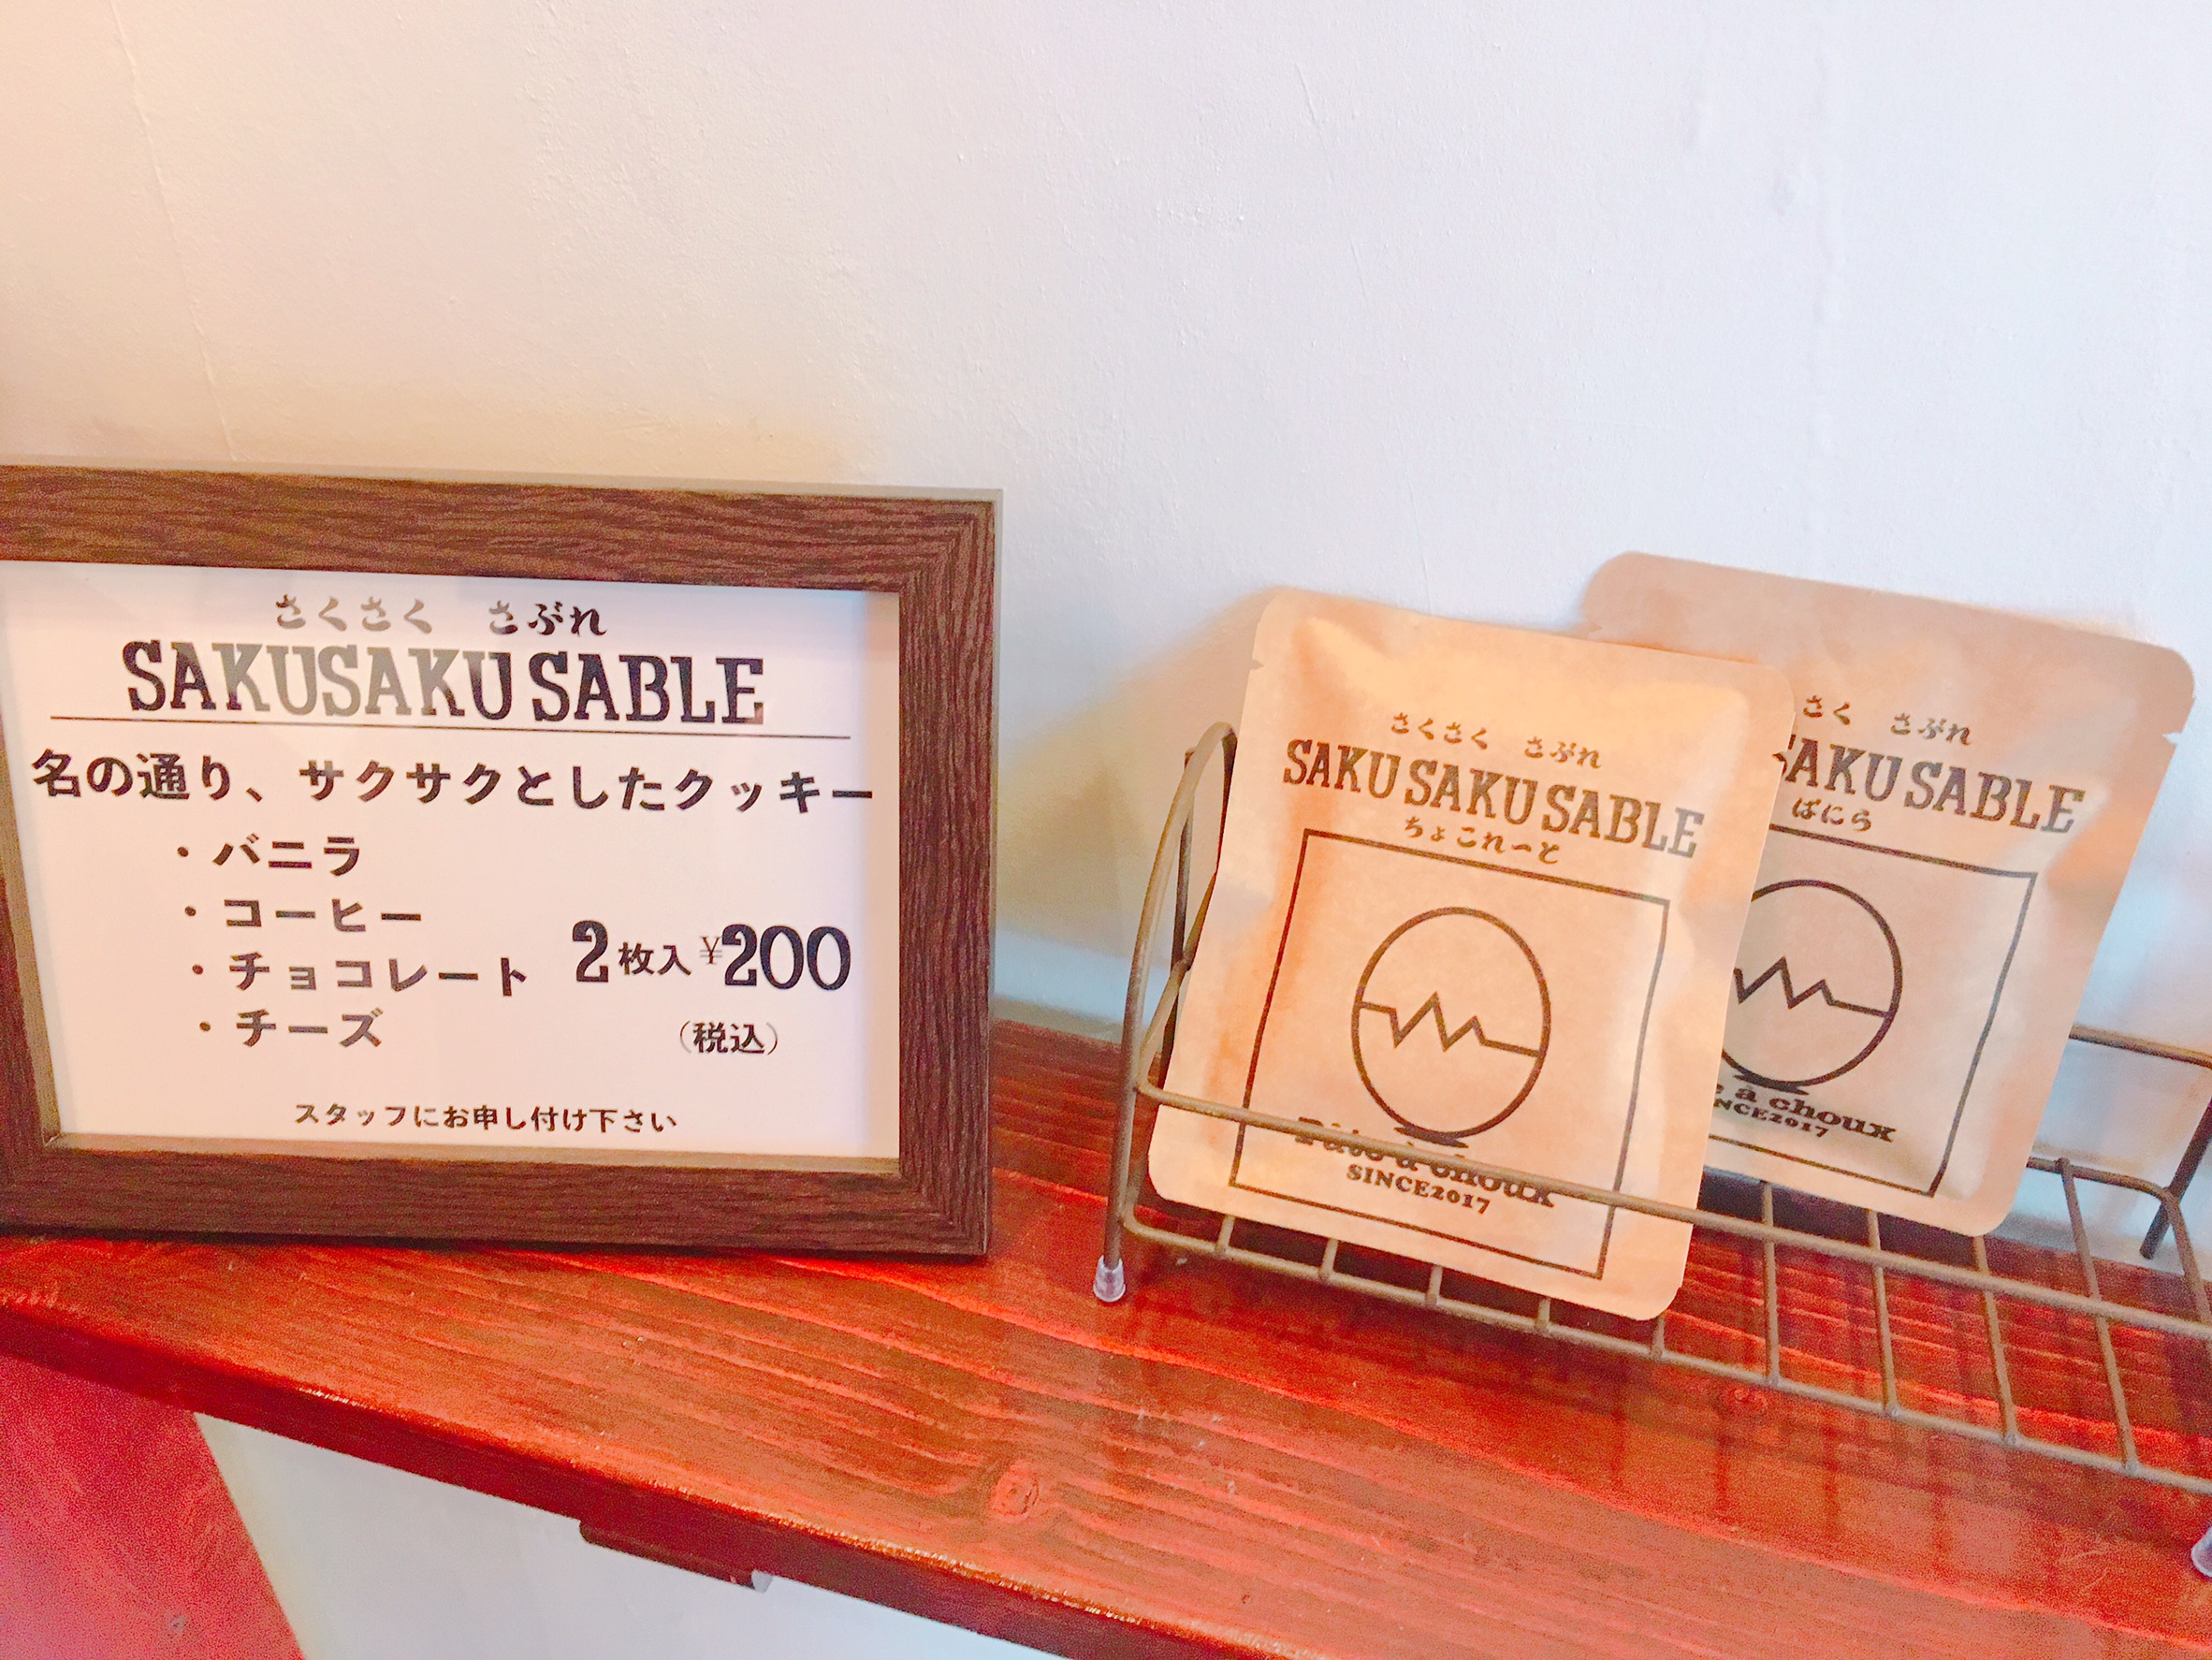 さくさく さぶれ
SAKUSAKU SABLE
名の通り、サクサクとしたクッキー
・バニラ
・コーヒー
・チョコレート
・チーズ
2枚入 ¥200
(税込)
スタッフにお申し付け下さい
さくさく さぶれ
SAKU SAKU SABLE
ちょこれーと
Pâte à choux
SINCE2017
さく さぶれ
SAKU SABLE
ばにら
à choux
NCE2017